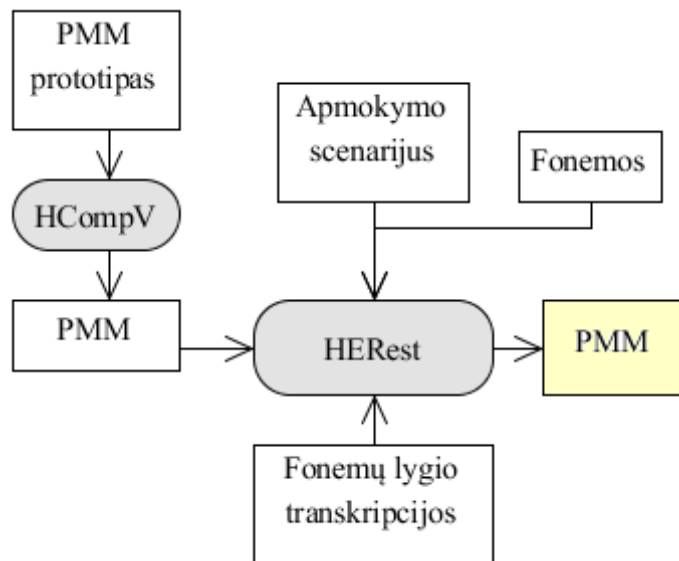 PMM
prototipas
Apmokymo
scenarijus
Fonemos
HCompV
PMM
HERest
PMM
Fonemų lygio
transkripcijos